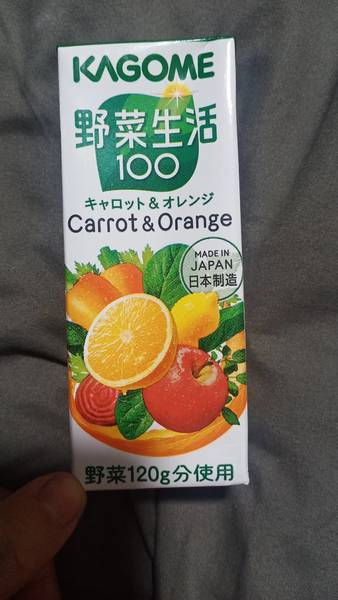 KAGOME
野菜生活
100
キャロット&オレンジ
Carrot & Orange
MADE IN
JAPAN
日本制造
野菜120g分使用